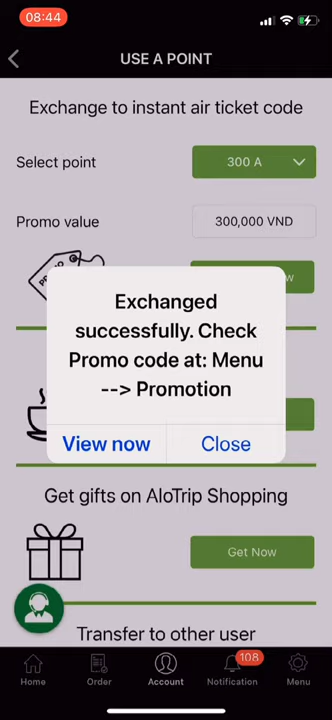 08:44
USE A POINT
Exchange to instant air ticket code
Select point
300 A
Promo value
300,000 VND
Exchanged
successfully. Check
Promo code at: Menu
--> Promotion
View now
Close
Get gifts on AloTrip Shopping
Get Now
Transfer to other user
108
Home
Order
Account
Notification
Menu